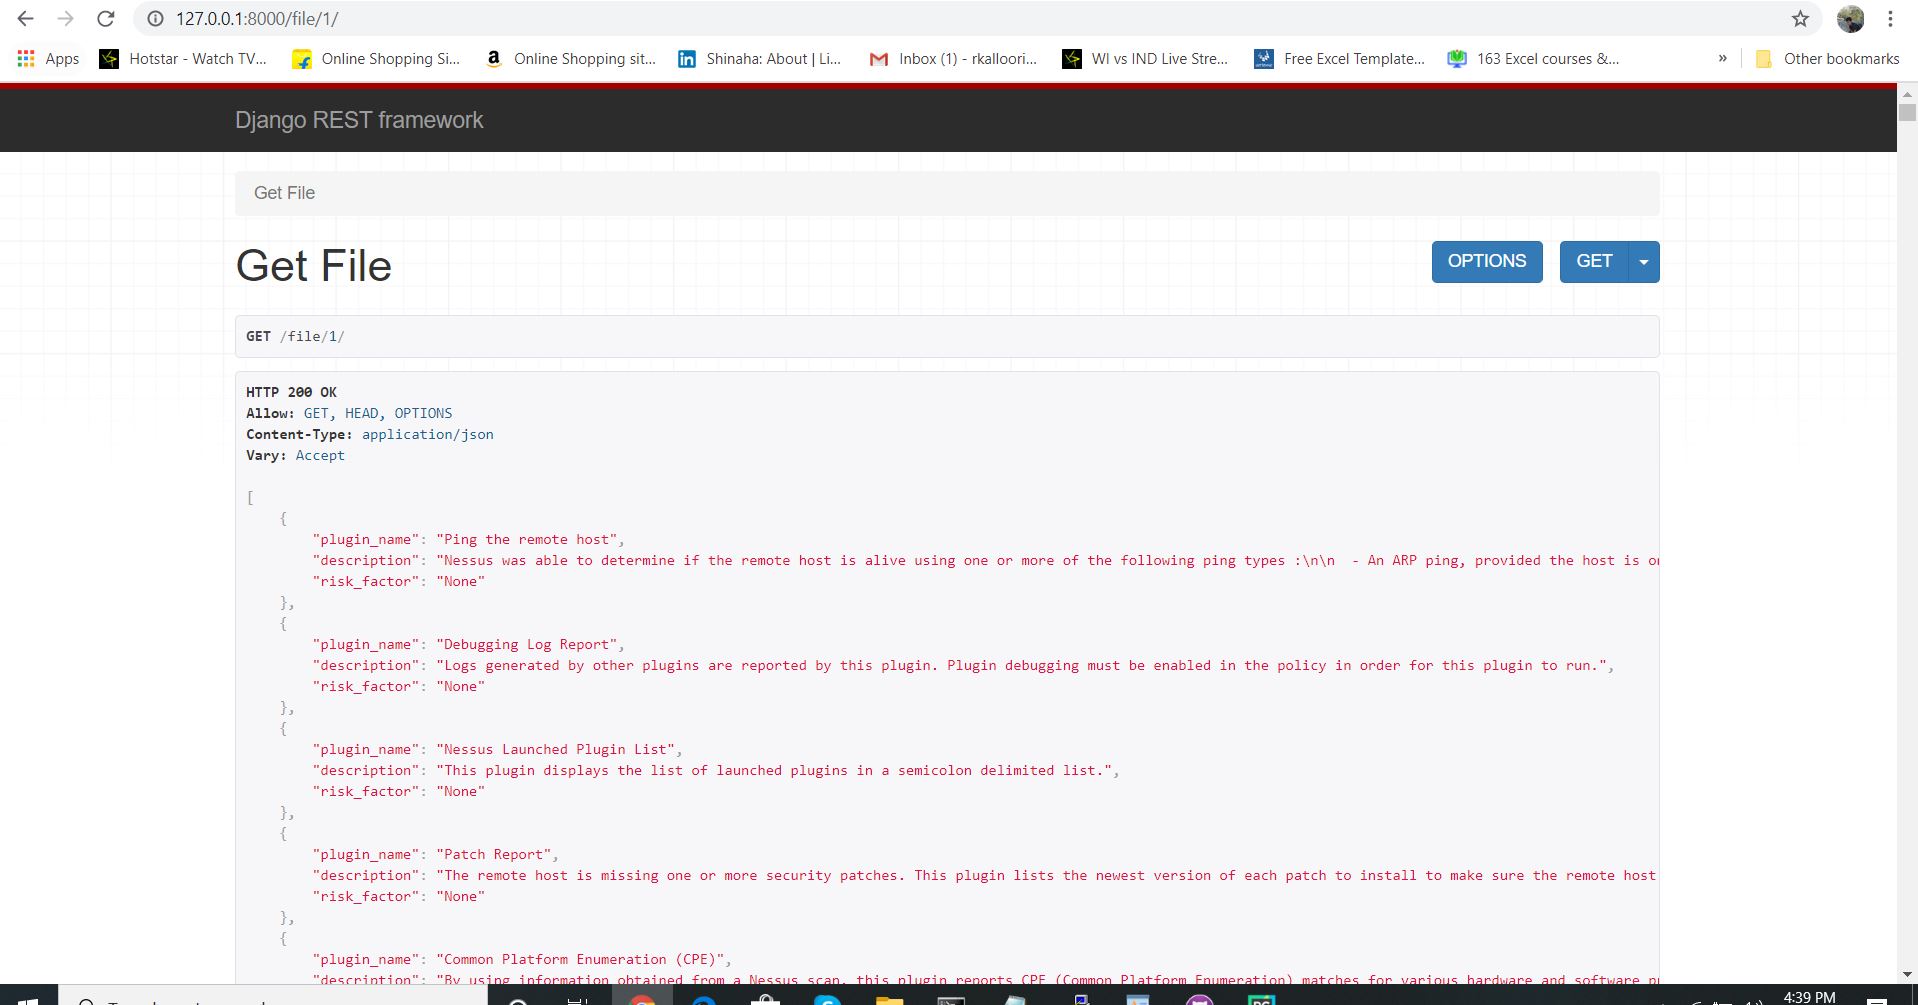 127.0.0.1:8000/file/1/
Apps Hotstar - Watch TV... Online Shopping Si... Online Shopping sit... Shinaha: About | Li... Inbox (1) - rkalloori... WI vs IND Live Stre... Free Excel Template... 163 Excel courses &... » Other bookmarks
Django REST framework
Get File
Get File
OPTIONS GET
GET /file/1/
HTTP 200 OK
Allow: GET, HEAD, OPTIONS
Content-Type: application/json
Vary: Accept
[
{
"plugin_name": "Ping the remote host",
"description": "Nessus was able to determine if the remote host is alive using one or more of the following ping types :\n\n  - An ARP ping, provided the host is
"risk_factor": "None"
},
{
"plugin_name": "Debugging Log Report",
"description": "Logs generated by other plugins are reported by this plugin. Plugin debugging must be enabled in the policy in order for this plugin to run.",
"risk_factor": "None"
},
{
"plugin_name": "Nessus Launched Plugin List",
"description": "This plugin displays the list of launched plugins in a semicolon delimited list.",
"risk_factor": "None"
},
{
"plugin_name": "Patch Report",
"description": "The remote host is missing one or more security patches. This plugin lists the newest version of each patch to install to make sure the remote host
"risk_factor": "None"
},
{
"plugin_name": "Common Platform Enumeration (CPE)",
"description": "By using information obtained from a Nessus scan, this plugin reports CPE (Common Platform Enumeration) matches for various hardware and software
4:39 PM